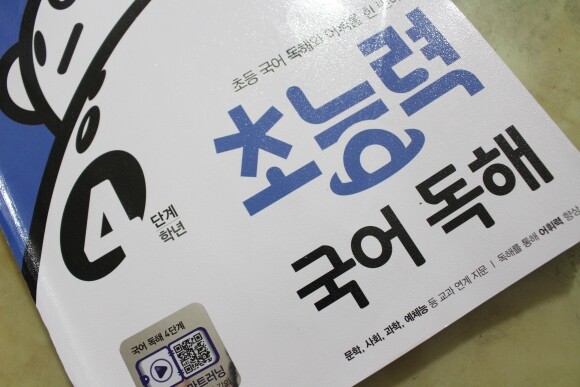 초등 국어 독해와 어휘를 한
초능력
국어 독해
4 단계
학년
문학, 사회, 과학, 예체능 등 교과 연계 지문 | 독해를 통해 어휘력 향상
국어 독해 4단계
스마트러닝